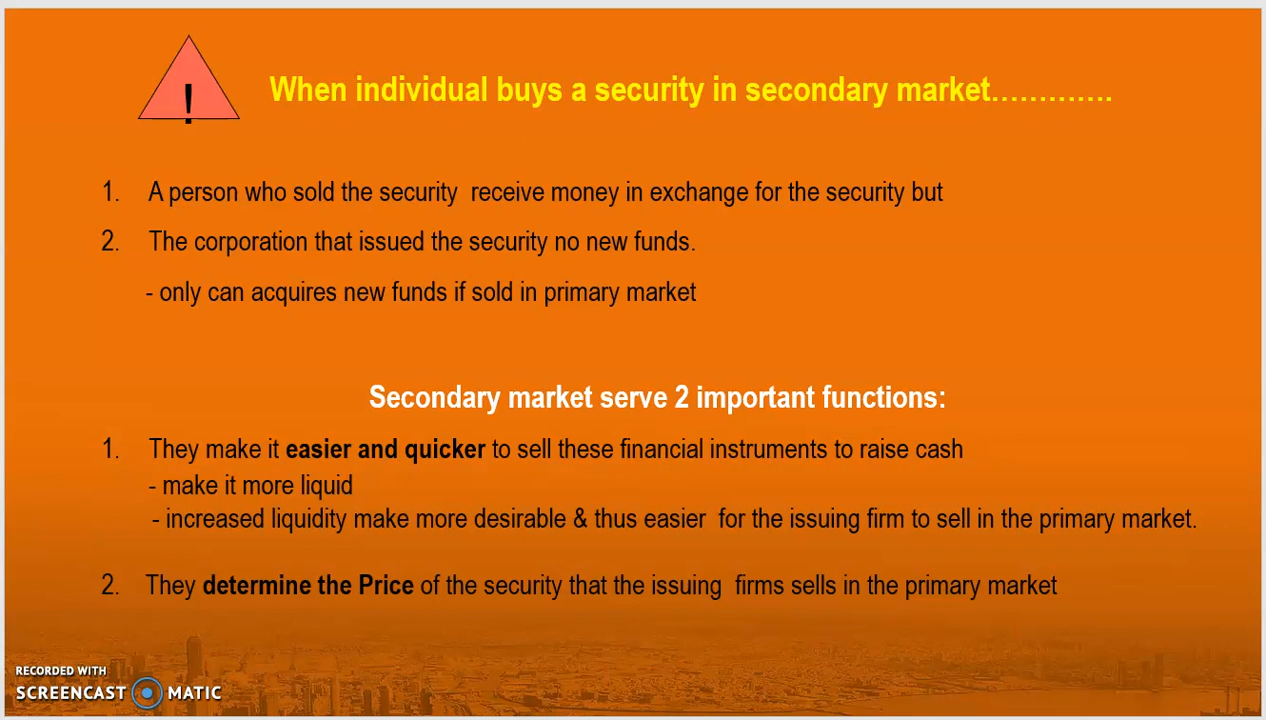 !
When individual buys a security in secondary market.............
1. A person who sold the security receive money in exchange for the security but
2. The corporation that issued the security no new funds.
- only can acquires new funds if sold in primary market
Secondary market serve 2 important functions:
1. They make it easier and quicker to sell these financial instruments to raise cash
- make it more liquid
- increased liquidity make more desirable & thus easier for the issuing firm to sell in the primary market.
2. They determine the Price of the security that the issuing firms sells in the primary market
RECORDED WITH
SCREENCAST MATIC